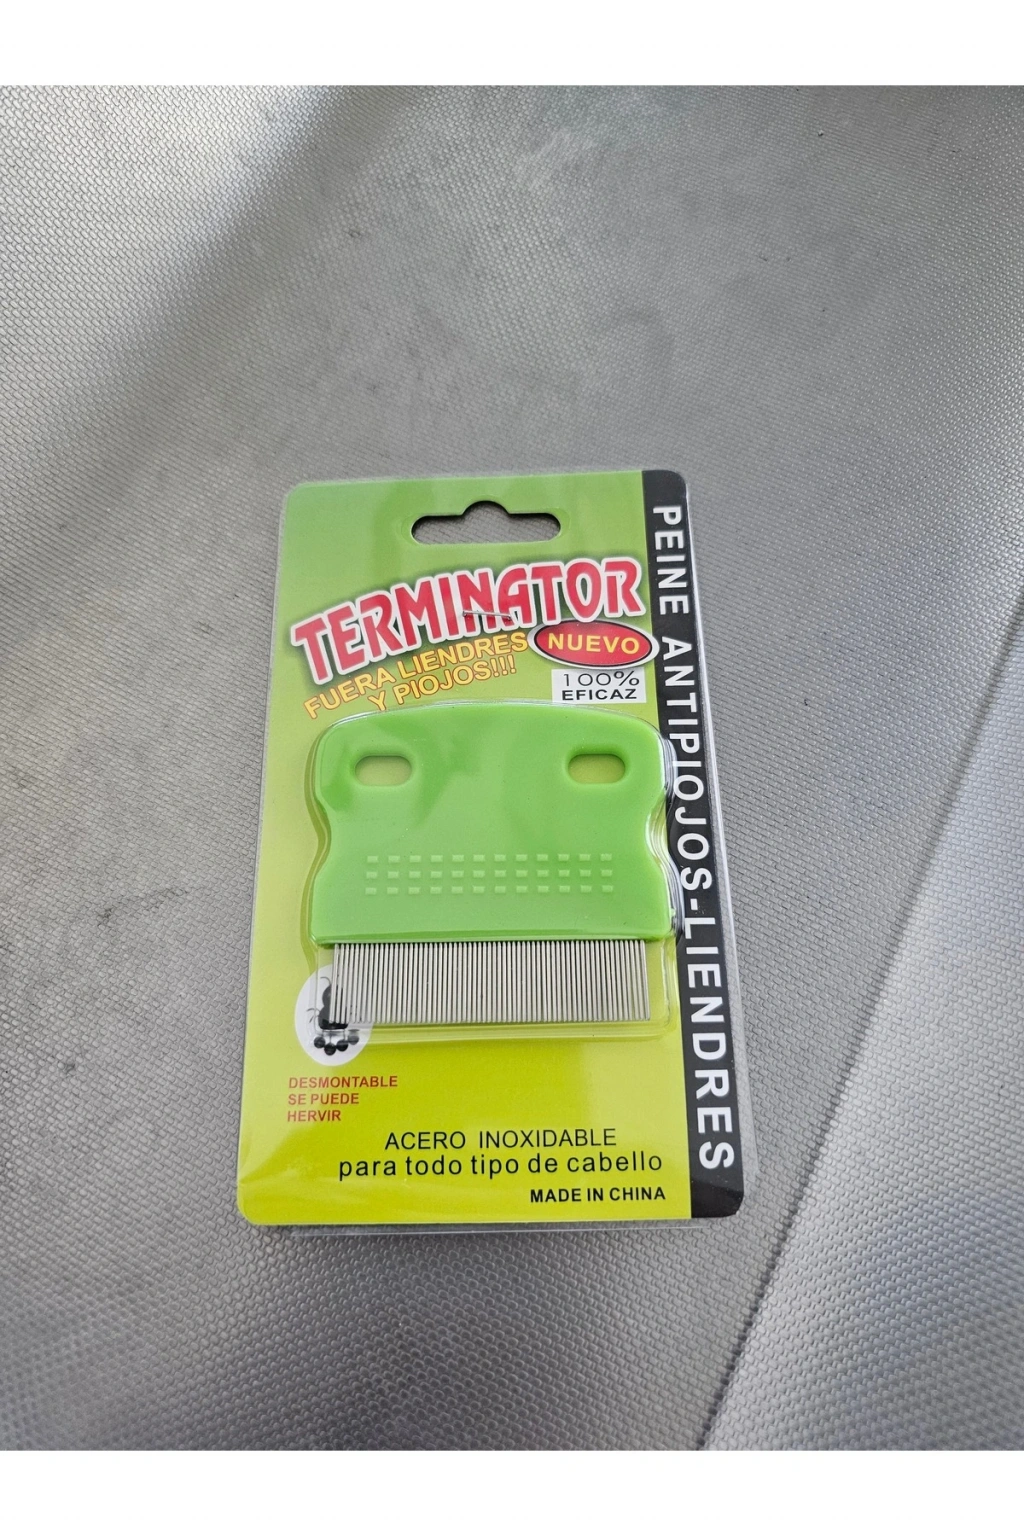 TERMINATOR
FUERA LIENDRES
Y PIOJOS!!!
NUEVO
100%
EFICAZ
PEINE ANTIPIOJOS-LIENDRES
DESMONTABLE
SE PUEDE
HERVIR
ACERO INOXIDABLE
para todo tipo de cabello
MADE IN CHINA